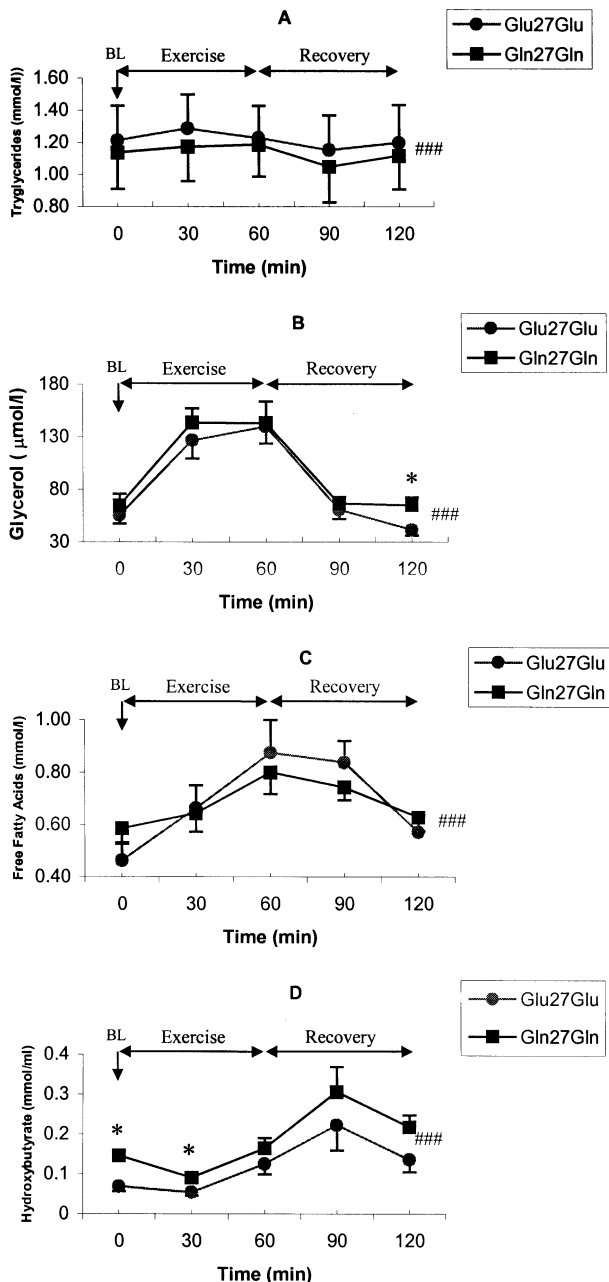 A
Glu27Glu
Gln27Gln
BL Exercise Recovery
Tryglycerides (mmol/l))
1.60
1.40
1.20
1.00
0.80
###
0 30 60 90 120
Time (min)
B
Glu27Glu
Gln27Gln
BL Exercise Recovery
Glycerol ( µmol/l)
180
130
80
30
*
###
0 30 60 90 120
Time (min)
C
Glu27Glu
Gln27Gln
BL Exercise Recovery
Free Fatty Acids (mmol/l)
1.00
0.80
0.60
0.40
###
0 30 60 90 120
Time (min)
D
Glu27Glu
Gln27Gln
BL Exercise Recovery
Hydroxybutyrate (mmol/ml)
0.4
0.3
0.2
0.1
0
* *
###
0 30 60 90 120
Time (min)